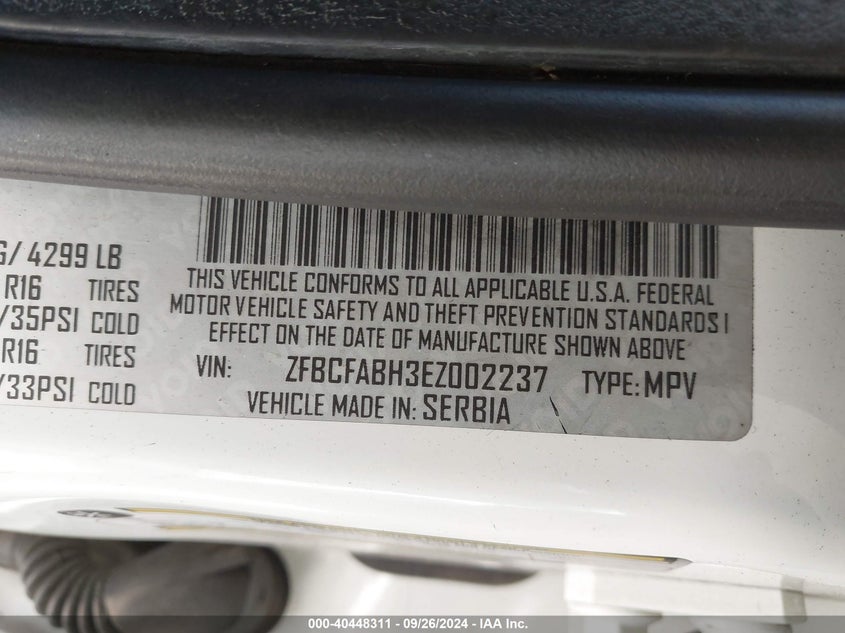 G/ 4299 LB
R16 TIRES
/35PSI COLD
R16 TIRES
/33PSI COLD
THIS VEHICLE CONFORMS TO ALL APPLICABLE U.S.A. FEDERAL
MOTOR VEHICLE SAFETY AND THEFT PREVENTION STANDARDS I
EFFECT ON THE DATE OF MANUFACTURE SHOWN ABOVE
VIN: ZFBCFABH3EZ002237 TYPE: MPV
VEHICLE MADE IN: SERBIA
000-40448311 — 09/26/2024 — IAA Inc.